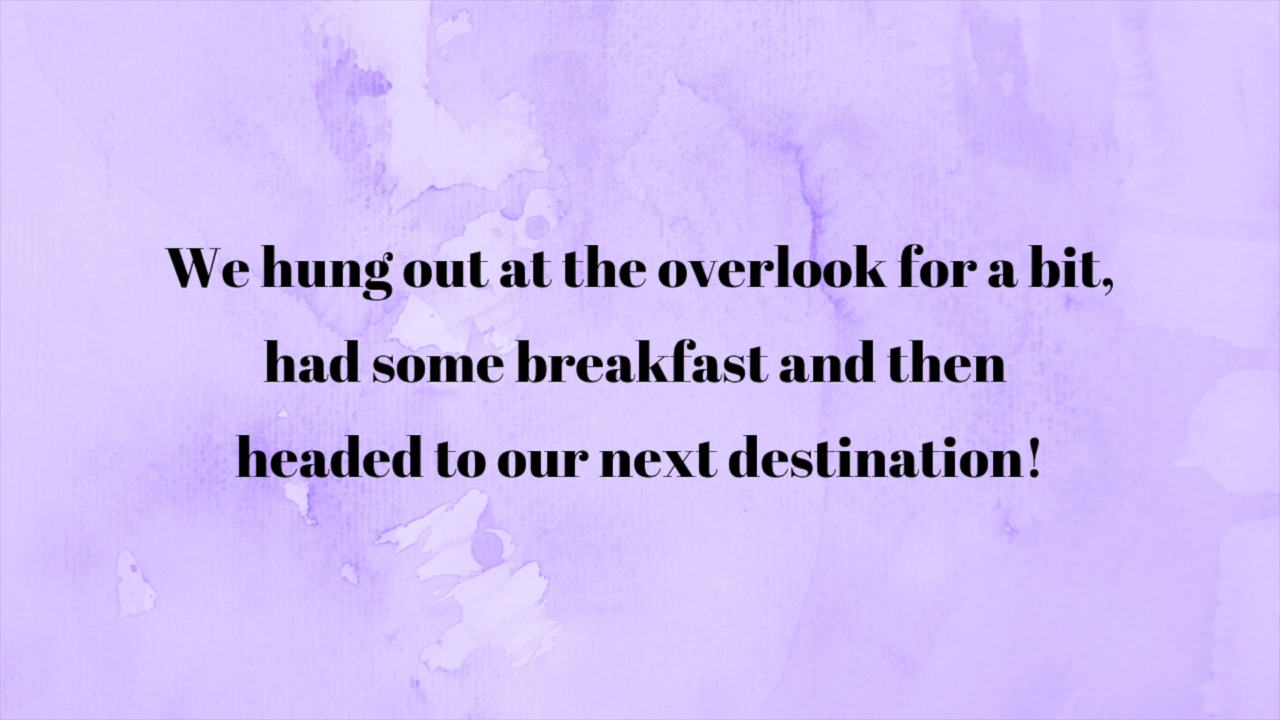 We hung out at the overlook for a bit,
had some breakfast and then
headed to our next destination!